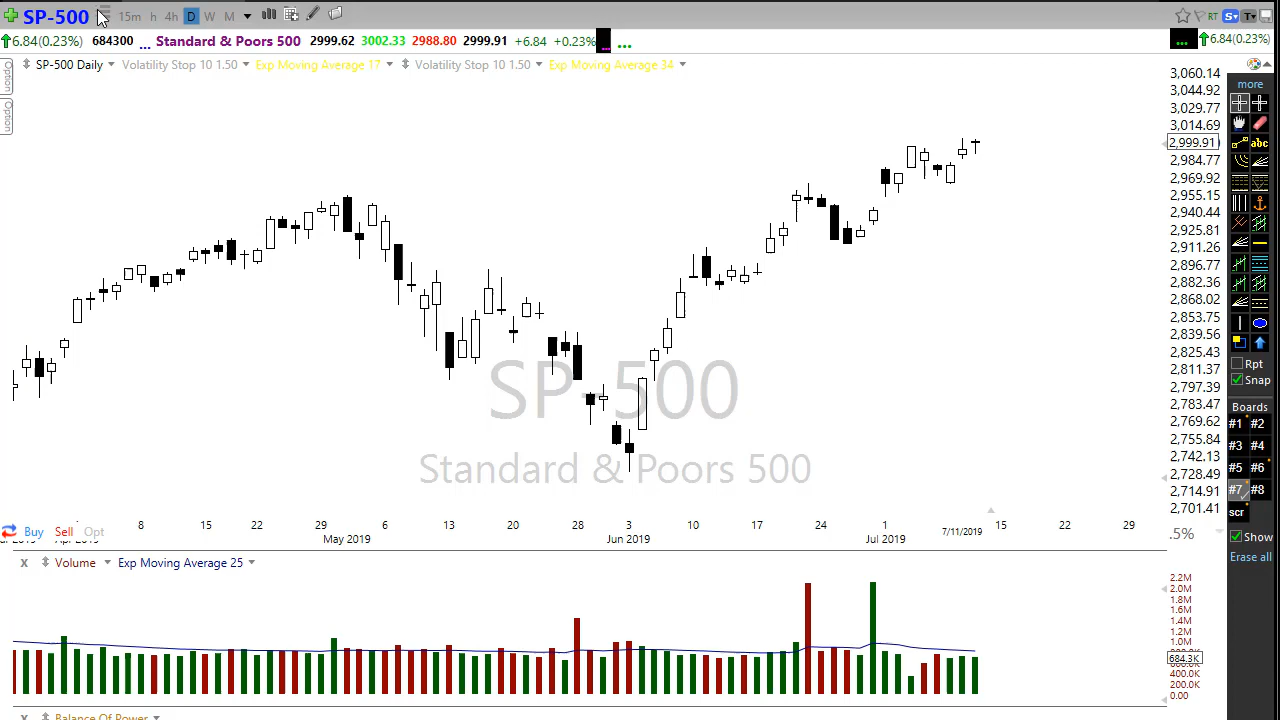 SP-500 15m h 4h D W M RT S T
6.84(0.23%) 684300 ... Standard & Poors 500 2999.62 3002.33 2988.80 2999.91 +6.84 +0.23% ... ... ... 6.84(0.23%)
SP-500 Daily Volatility Stop 10 1.50 Exp Moving Average 17 Volatility Stop 10 1.50 Exp Moving Average 34
Option
Option
3,060.14
3,044.92
3,029.77
3,014.69
2,999.91
2,984.77
2,969.92
2,955.15
2,940.44
2,925.81
2,911.26
2,896.77
2,882.36
2,868.02
2,853.75
2,839.56
2,825.43
2,811.37
2,797.39
2,783.47
2,769.62
2,755.84
2,742.13
2,728.49
2,714.91
2,701.41
more
abc
Rpt
Snap
Boards
#1 #2
#3 #4
#5 #6
#7 #8
scr
Show
Erase all
SP-500
Standard & Poors 500
8 15 22 29 6 13 20 28 3 10 17 24 1 7/11/2019 15 22 29
Buy Sell Opt
May 2019 Jun 2019 Jul 2019
.5%
x Volume Exp Moving Average 25
2.2M
2.0M
1.8M
1.6M
1.4M
1.2M
1.0M
684.3K
400.0K
200.0K
0.00
x Balance Of Power